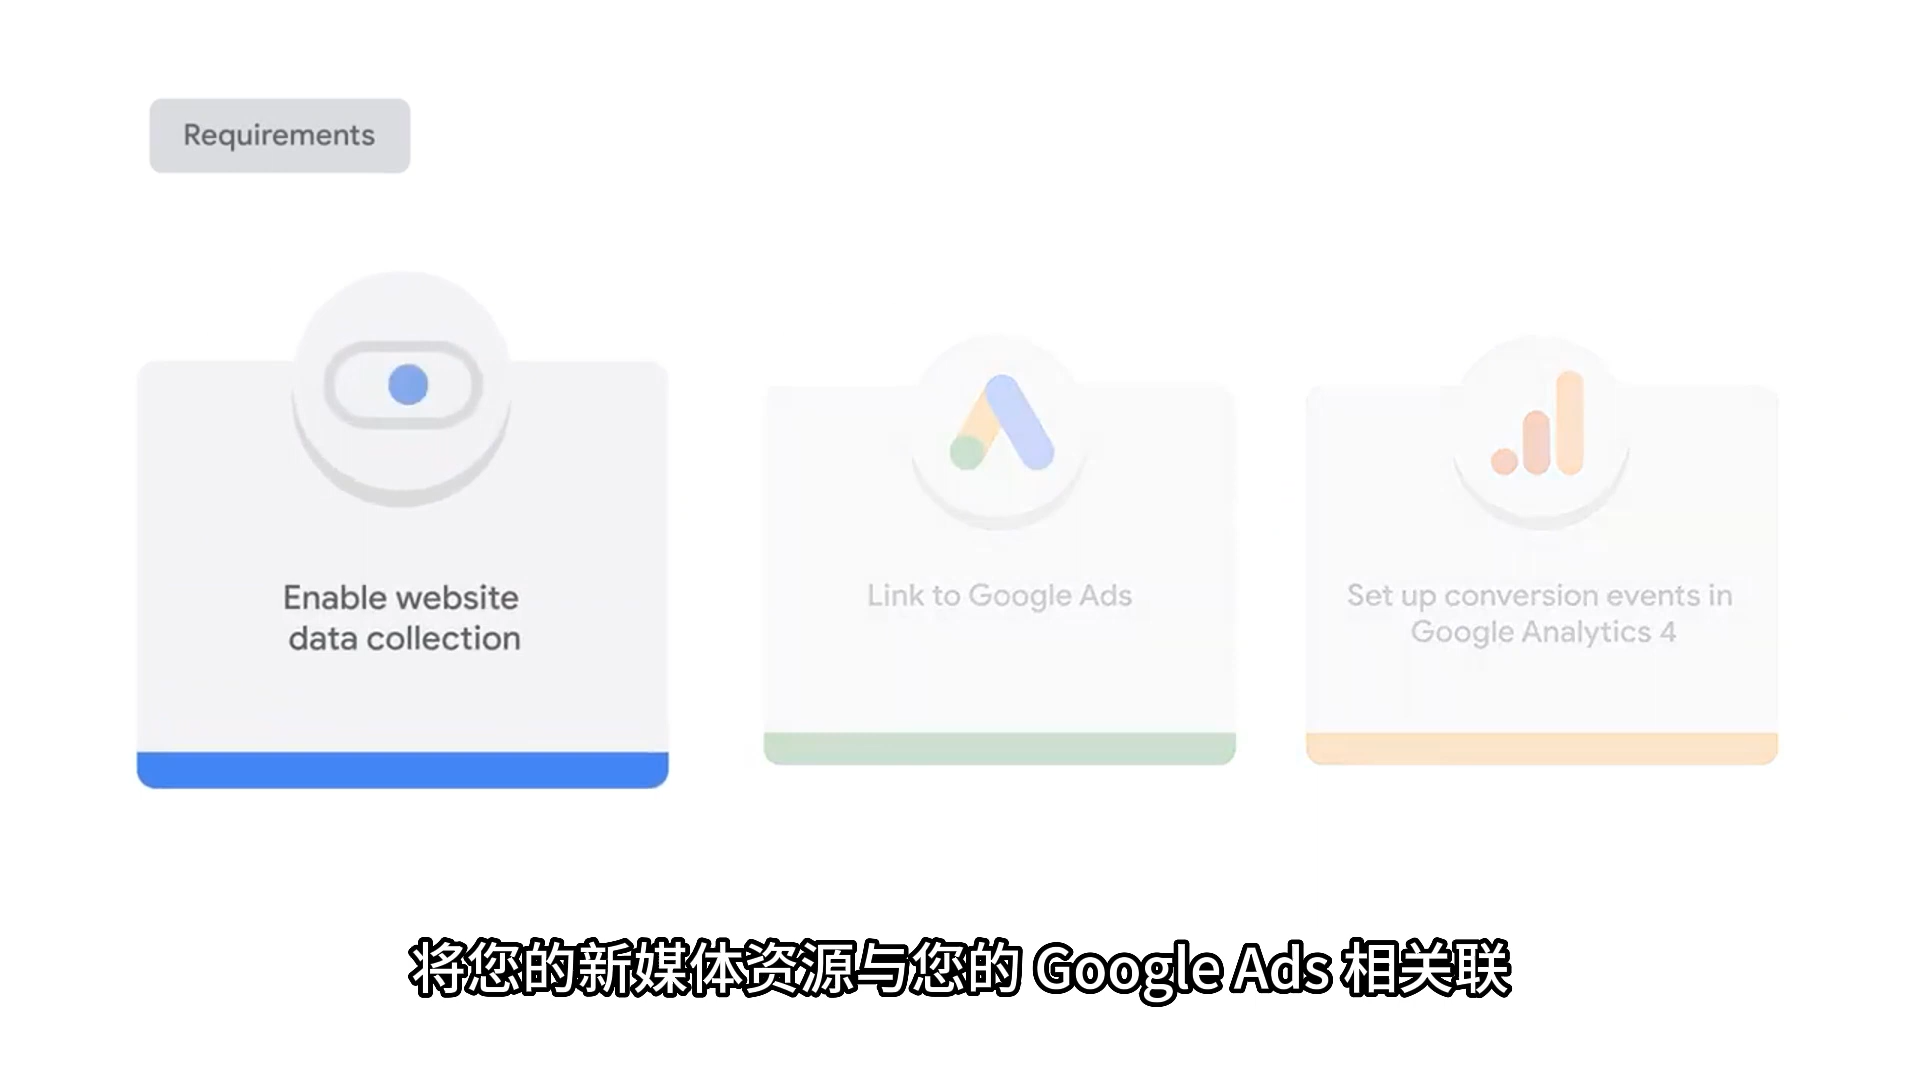 Requirements
Enable website
data collection
Link to Google Ads
Set up conversion events in
Google Analytics 4
将您的新媒体资源与您的 Google Ads 相关联